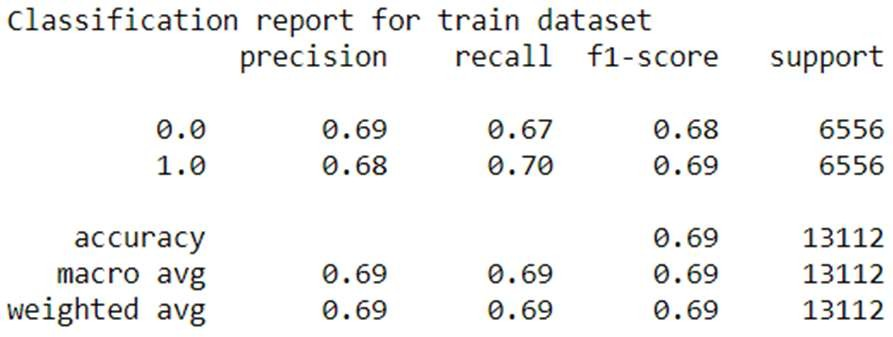 Classification report for train dataset
precision recall f1-score support
0.0 0.69 0.67 0.68 6556
1.0 0.68 0.70 0.69 6556
accuracy 0.69 13112
macro avg 0.69 0.69 0.69 13112
weighted avg 0.69 0.69 0.69 13112